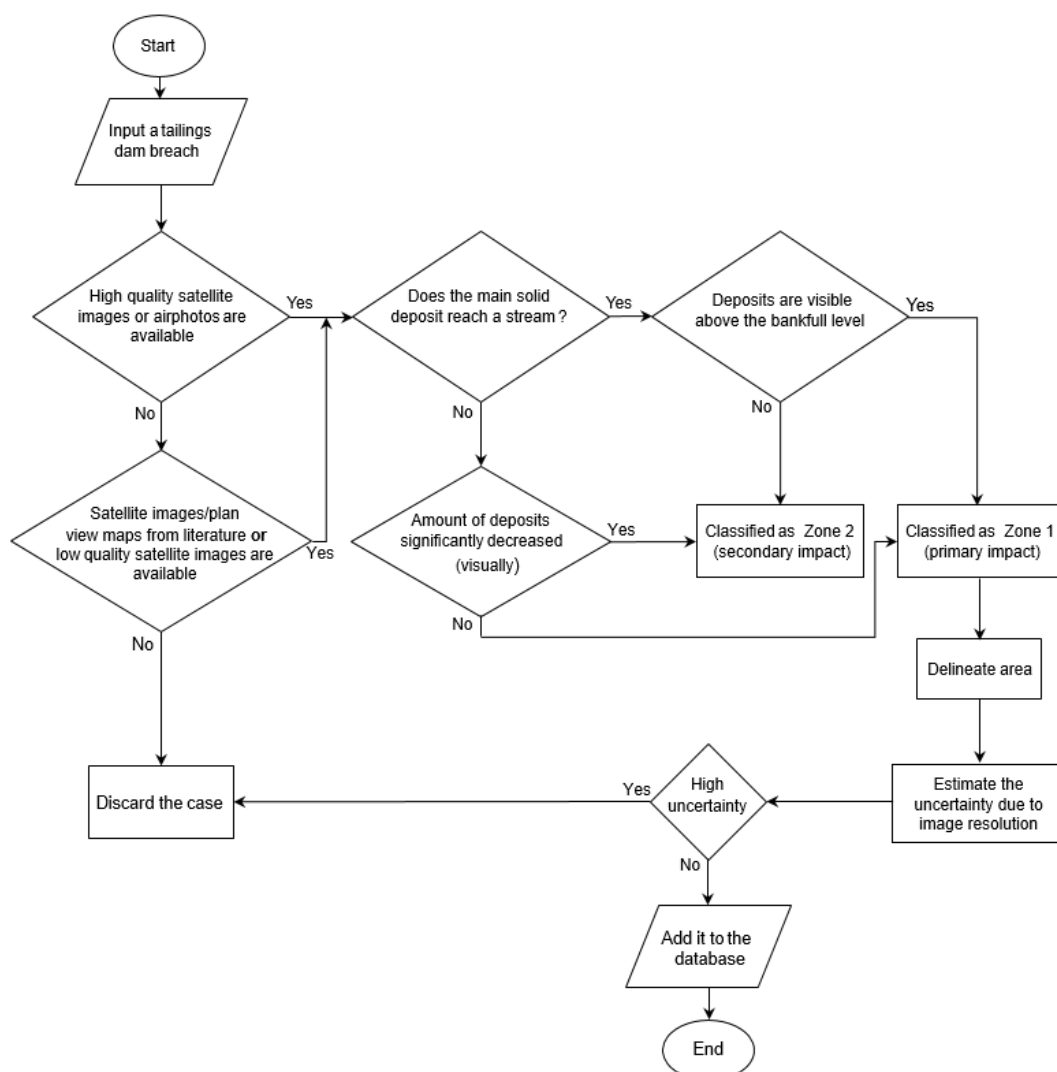 Start
Input a tailings
dam breach
High quality satellite
images or airphotos are
available
Yes
Does the main solid
deposit reach a stream ?
Yes
Deposits are visible
above the bankfull level
Yes
No
No
No
Satellite images/plan
view maps from literature or
low quality satellite images are
available
Yes
Amount of deposits
significantly decreased
(visually)
Yes
Classified as Zone 2
(secondary impact)
Classified as Zone 1
(primary impact)
No
No
Delineate area
Discard the case
Yes
High
uncertainty
Estimate the
uncertainty due to
image resolution
No
Add it to the
database
End